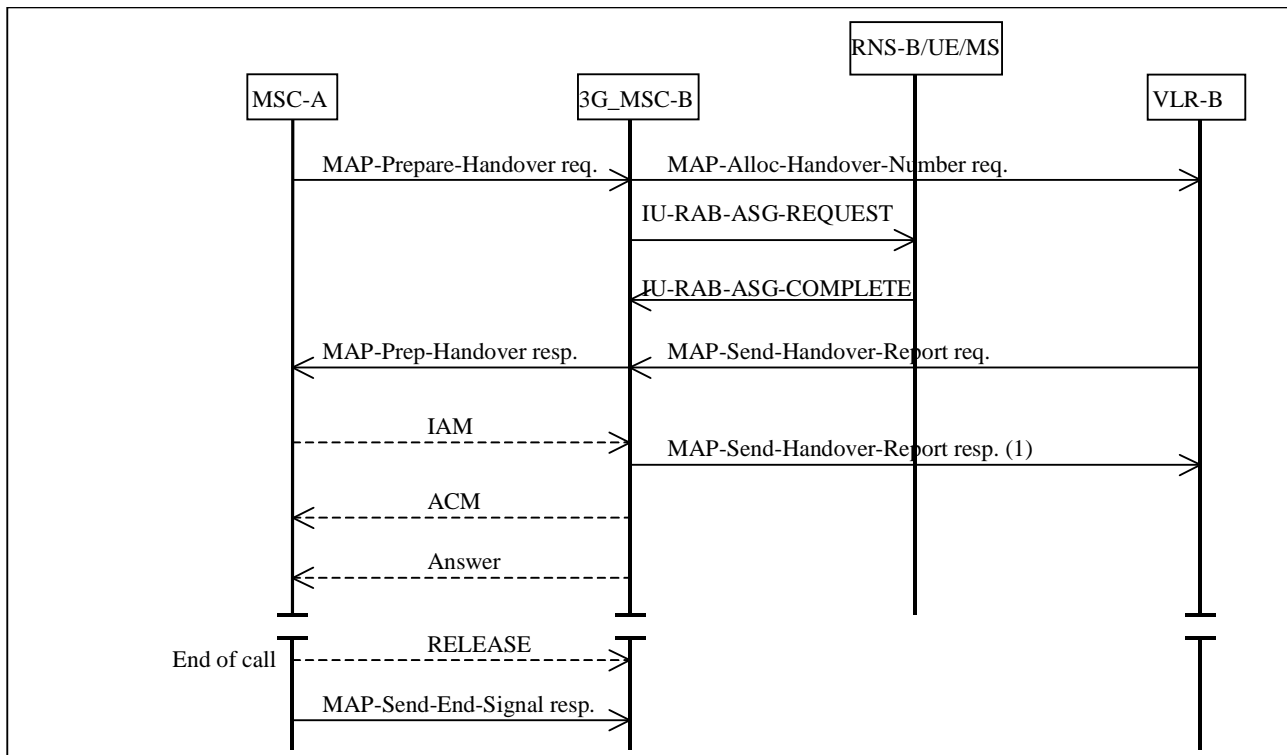 RNS-B/UE/MS
MSC-A
3G_MSC-B
VLR-B
MAP-Prepare-Handover req.
MAP-Alloc-Handover-Number req.
IU-RAB-ASG-REQUEST
IU-RAB-ASG-COMPLETE
MAP-Prep-Handover resp.
MAP-Send-Handover-Report req.
IAM
MAP-Send-Handover-Report resp. (1)
ACM
Answer
RELEASE
End of call
MAP-Send-End-Signal resp.